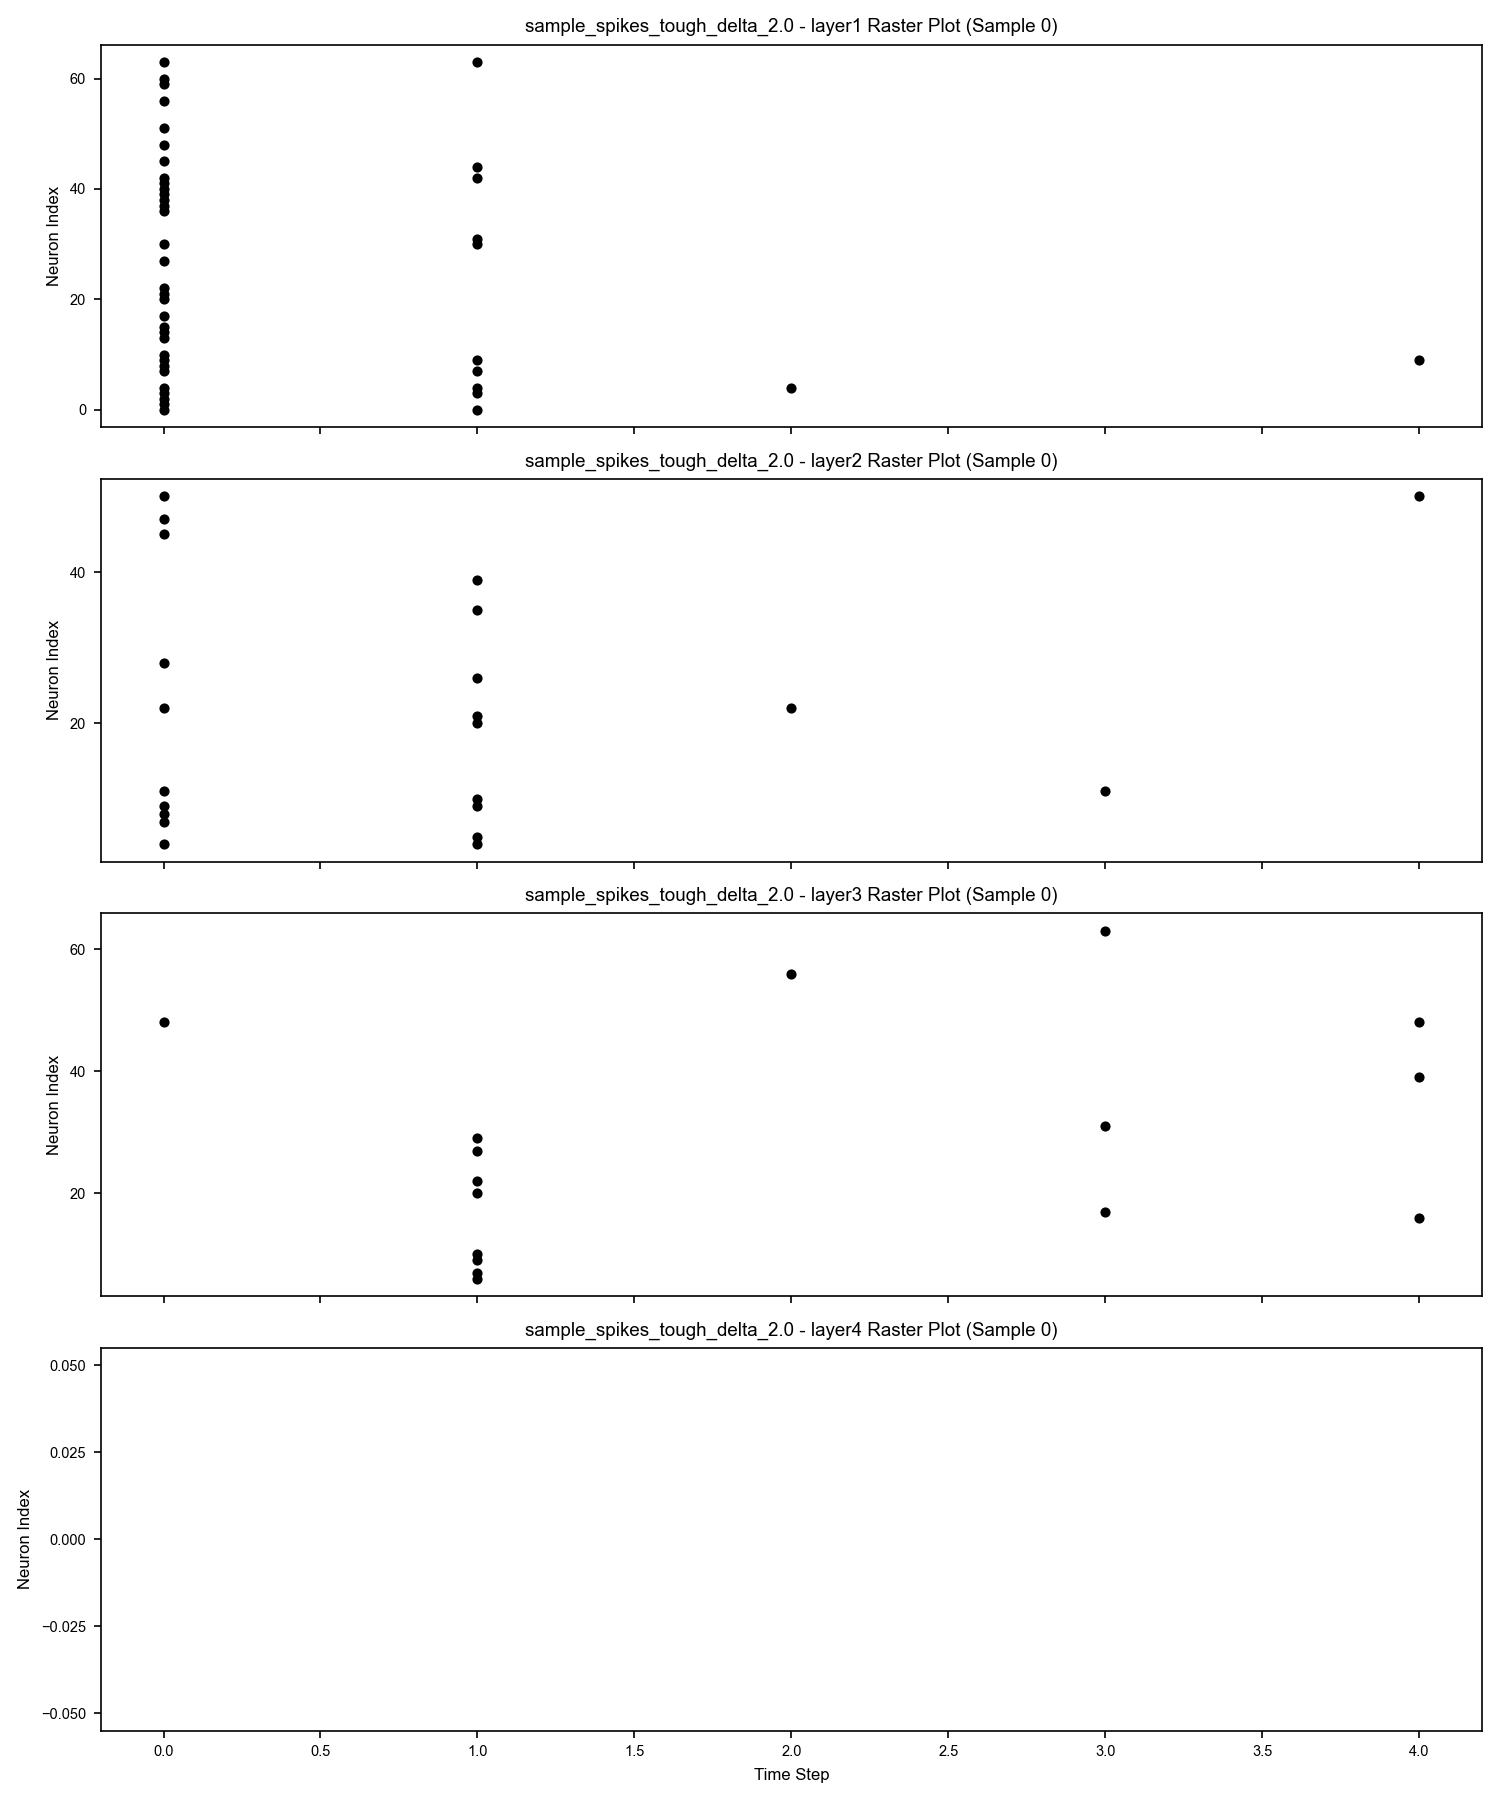 sample_spikes_tough_delta_2.0 - layer1 Raster Plot (Sample 0)
Neuron Index
60
40
20
0
sample_spikes_tough_delta_2.0 - layer2 Raster Plot (Sample 0)
Neuron Index
40
20
sample_spikes_tough_delta_2.0 - layer3 Raster Plot (Sample 0)
Neuron Index
60
40
20
sample_spikes_tough_delta_2.0 - layer4 Raster Plot (Sample 0)
Neuron Index
0.050
0.025
0.000
−0.025
−0.050
0.0 0.5 1.0 1.5 2.0 2.5 3.0 3.5 4.0
Time Step